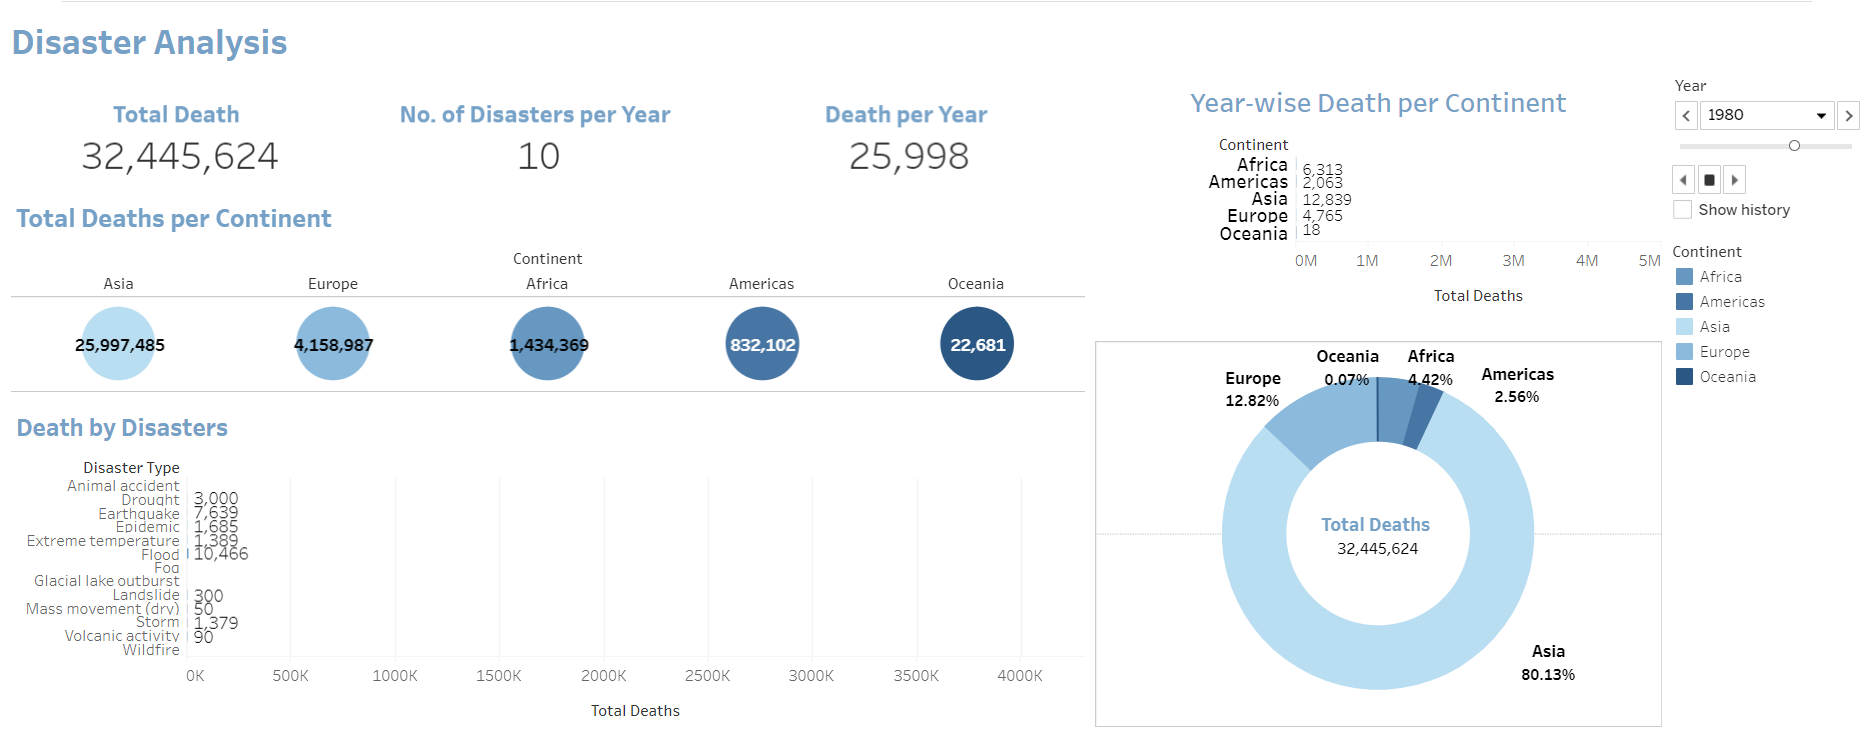 Disaster Analysis
Total Death
32,445,624
No. of Disasters per Year
10
Death per Year
25,998
Total Deaths per Continent
Continent
Asia Europe Africa Americas Oceania
25,997,485 4,158,987 1,434,369 832,102 22,681
Death by Disasters
Disaster Type
Animal accident
Drought 3,000
Earthquake 7,639
Epidemic 1,685
Extreme temperature 1,389
Flood 10,466
Fog
Glacial lake outburst
Landslide 300
Mass movement (dry) 50
Storm 1,379
Volcanic activity 90
Wildfire
0K 500K 1000K 1500K 2000K 2500K 3000K 3500K 4000K
Total Deaths
Year-wise Death per Continent
Continent
Africa 6,313
Americas 2,063
Asia 12,839
Europe 4,765
Oceania 18
0M 1M 2M 3M 4M 5M
Total Deaths
Oceania
0.07%
Africa
4.42%
Americas
2.56%
Europe
12.82%
Total Deaths
32,445,624
Asia
80.13%
Year
1980
Show history
Continent
Africa
Americas
Asia
Europe
Oceania